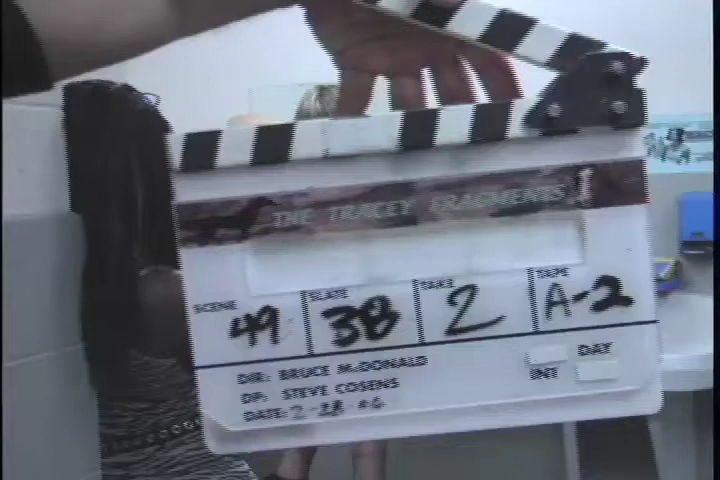 THE TRACEY FRAGMENTS
SCENE SLATE TAKE TAPE
49 3B 2 A-2
DIR: BRUCE McDONALD
DP: STEVE COSENS
DATE: 2-28-06
INT DAY